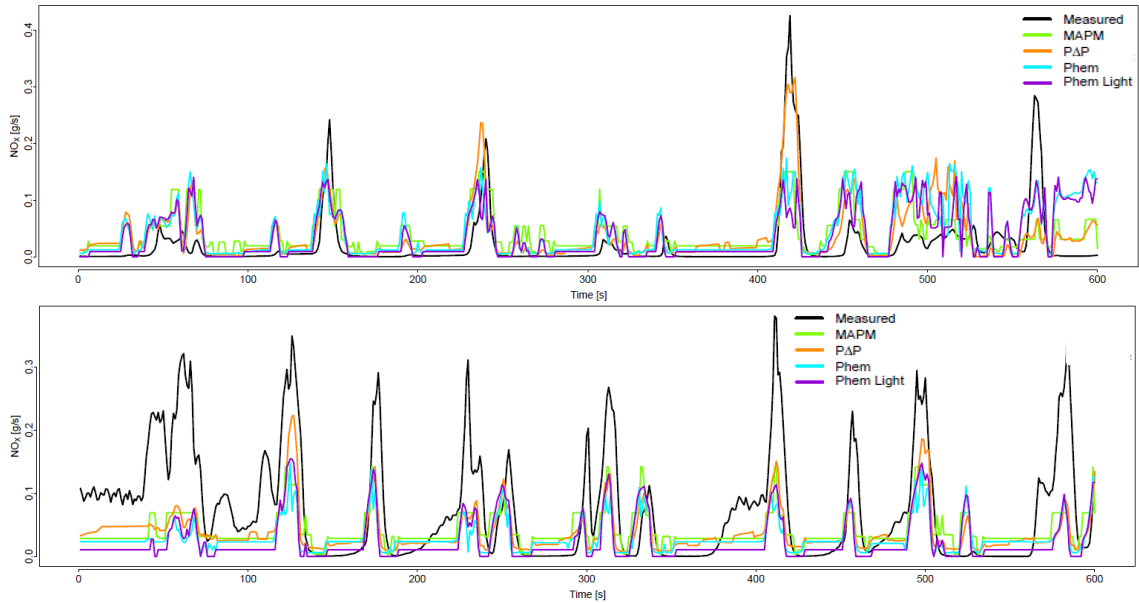 Measured
MAPM
PΔP
Phem
Phem Light
NOX [g/s]
0.4
0.3
0.2
0.1
0.0
0 100 200 300 400 500 600
Time [s]
Measured
MAPM
PΔP
Phem
Phem Light
NOX [g/s]
0.3
0.2
0.1
0.0
0 100 200 300 400 500 600
Time [s]